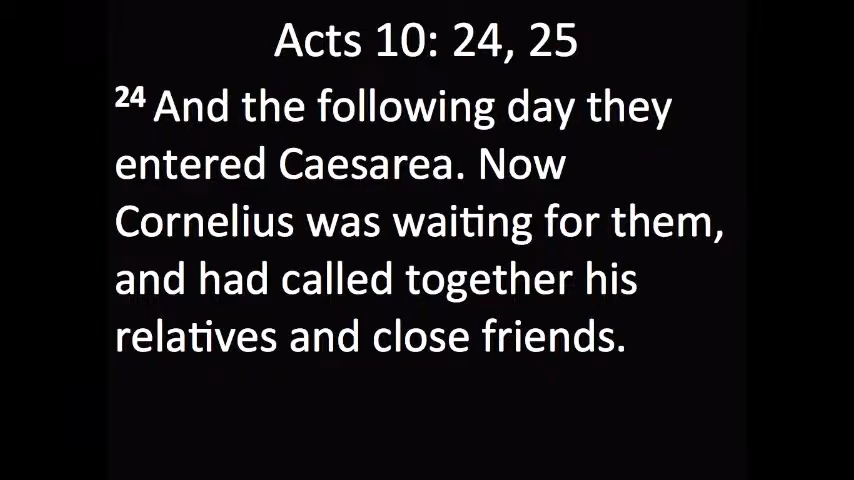 Acts 10: 24, 25
24 And the following day they
entered Caesarea. Now
Cornelius was waiting for them,
and had called together his
relatives and close friends.